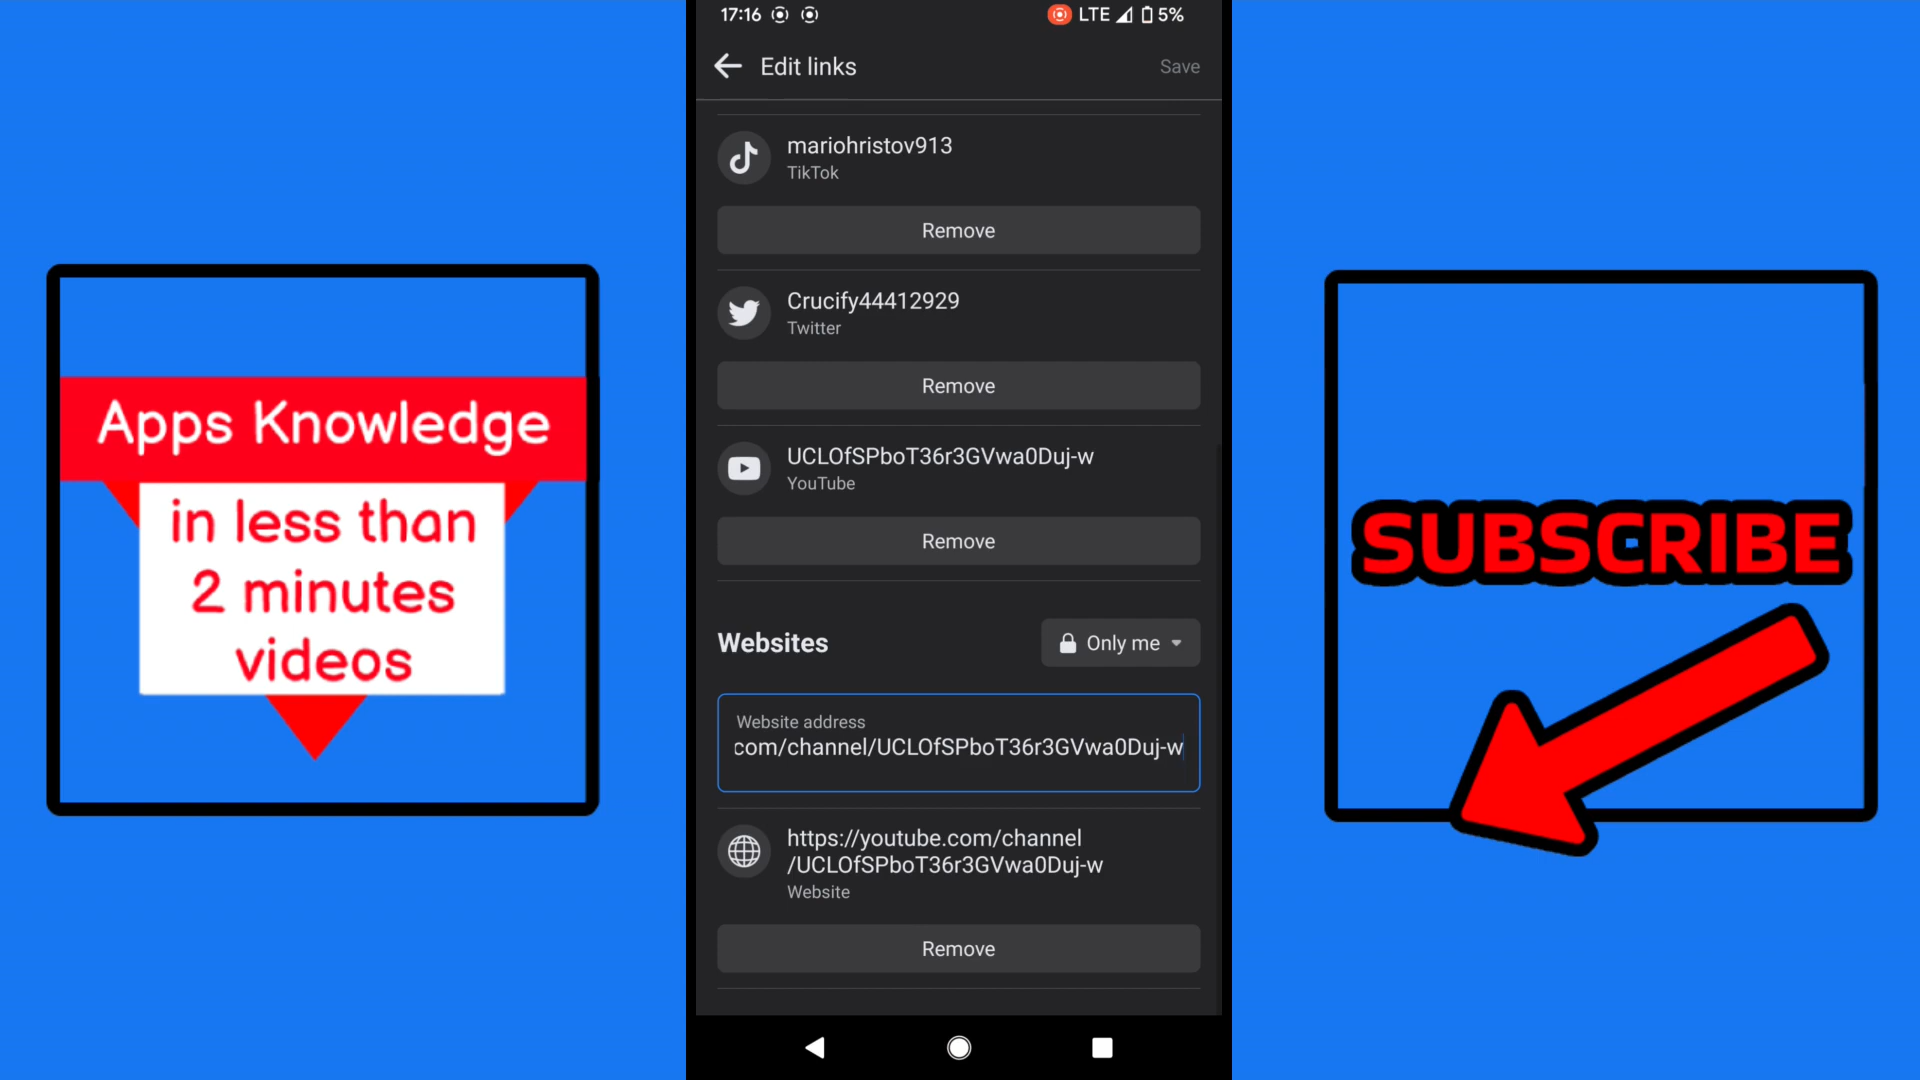 17:16 LTE 5%
Edit links Save
mariohristov913
TikTok
Remove
Crucify44412929
Twitter
Remove
UCLOfSPboT36r3GVwa0Duj-w
YouTube
Remove
Websites Only me
Website address
com/channel/UCLOfSPboT36r3GVwa0Duj-w
https://youtube.com/channel
/UCLOfSPboT36r3GVwa0Duj-w
Website
Remove
Apps Knowledge
in less than
2 minutes
videos
SUBSCRIBE